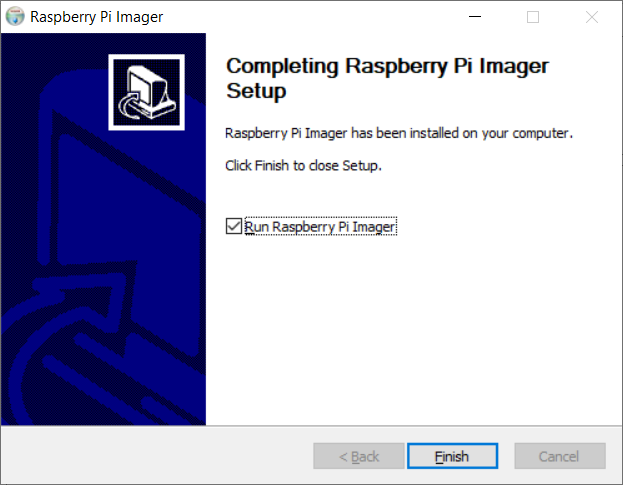 Raspberry Pi Imager
Completing Raspberry Pi Imager
Setup
Raspberry Pi Imager has been installed on your computer.
Click Finish to close Setup.
Run Raspberry Pi Imager
< Back
Finish
Cancel